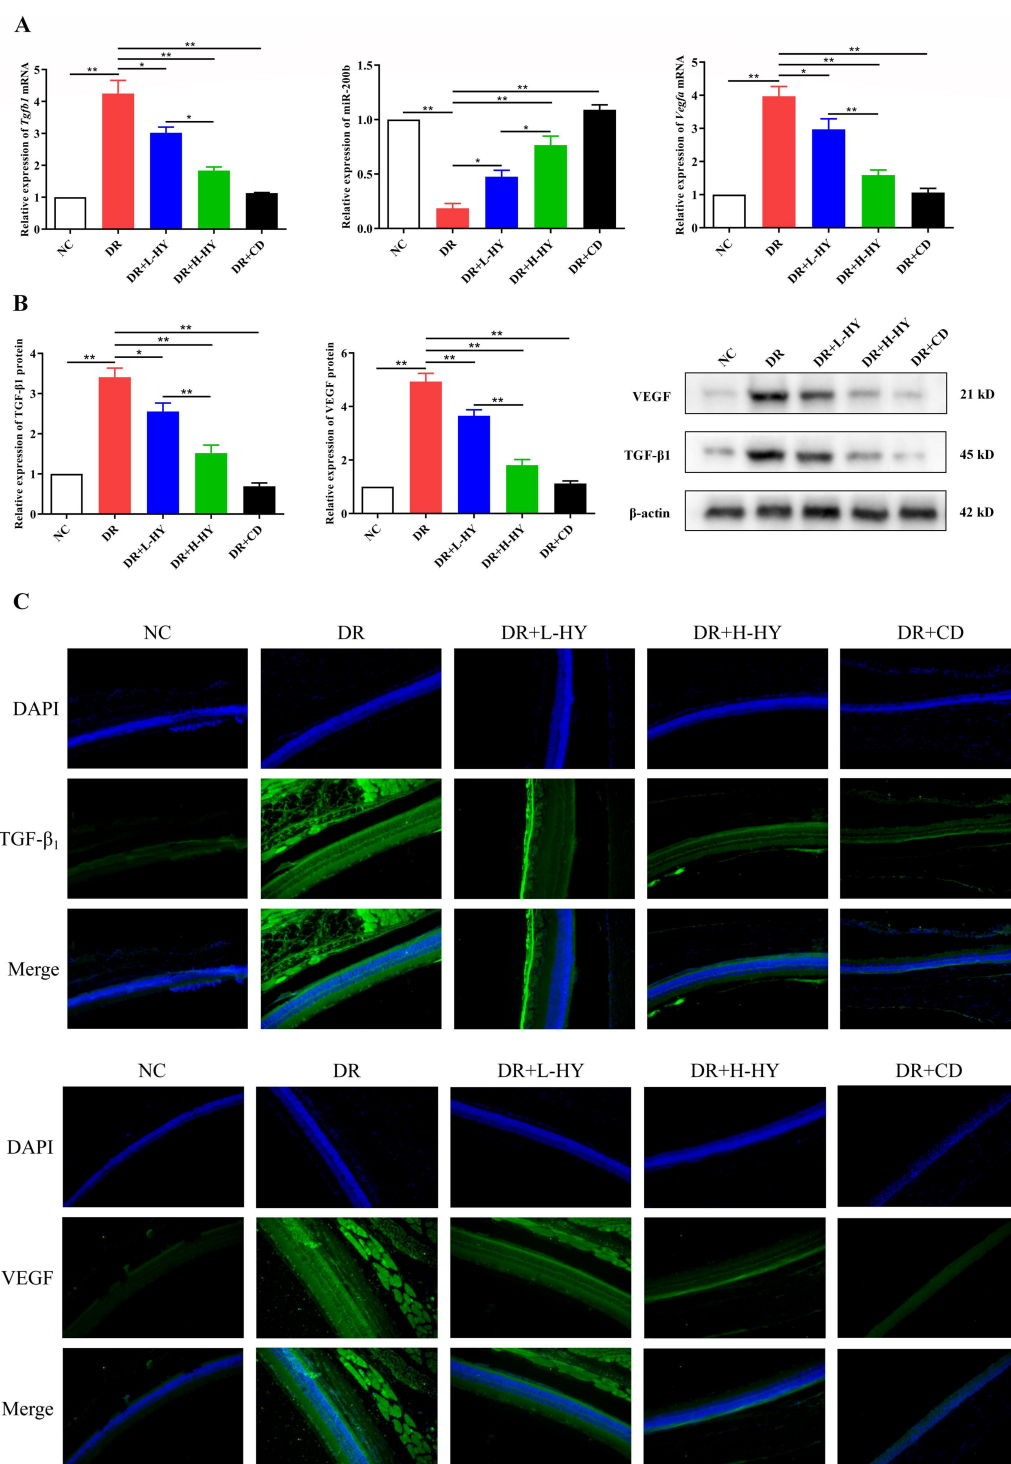 A
Relative expression of Tgfb1 mRNA
5
4
3
2
1
0
**
**
**
*
*
NC
DR
DR+L-HY
DR+H-HY
DR+CD
Relative expression of miR-200b
1.5
1.0
0.5
0.0
**
**
**
*
*
NC
DR
DR+L-HY
DR+H-HY
DR+CD
Relative expression of Vegfa mRNA
5
4
3
2
1
0
**
**
**
*
**
NC
DR
DR+L-HY
DR+H-HY
DR+CD
B
Relative expression of TGF-β1 protein
4
3
2
1
0
**
**
**
*
**
NC
DR
DR+L-HY
DR+H-HY
DR+CD
Relative expression of VEGF protein
6
4
2
0
**
**
**
**
**
NC
DR
DR+L-HY
DR+H-HY
DR+CD
NC DR DR+L-HY DR+H-HY DR+CD
VEGF 21 kD
TGF-β1 45 kD
β-actin 42 kD
C
NC DR DR+L-HY DR+H-HY DR+CD
DAPI
TGF-β₁
Merge
NC DR DR+L-HY DR+H-HY DR+CD
DAPI
VEGF
Merge